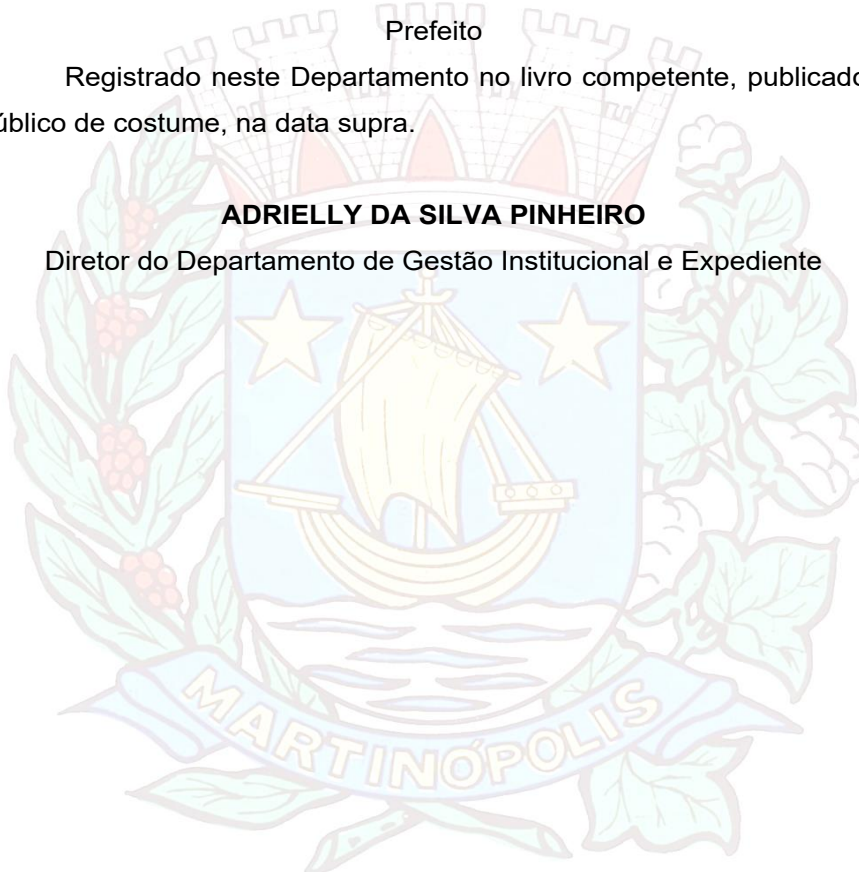 Prefeito
Registrado neste Departamento no livro competente, publicado
úblico de costume, na data supra.
ADRIELLY DA SILVA PINHEIRO
Diretor do Departamento de Gestão Institucional e Expediente
MARTINÓPOLIS